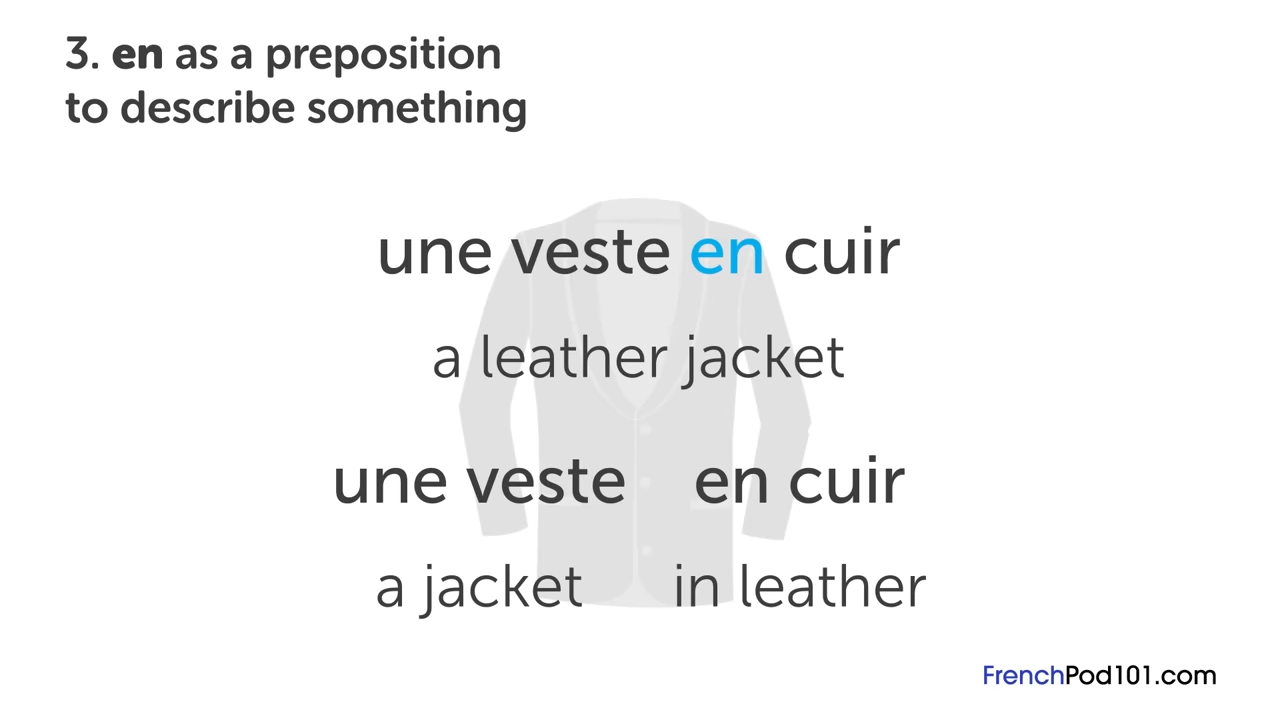 3. en as a preposition
to describe something
une veste en cuir
a leather jacket
une veste en cuir
a jacket in leather
FrenchPod101.com